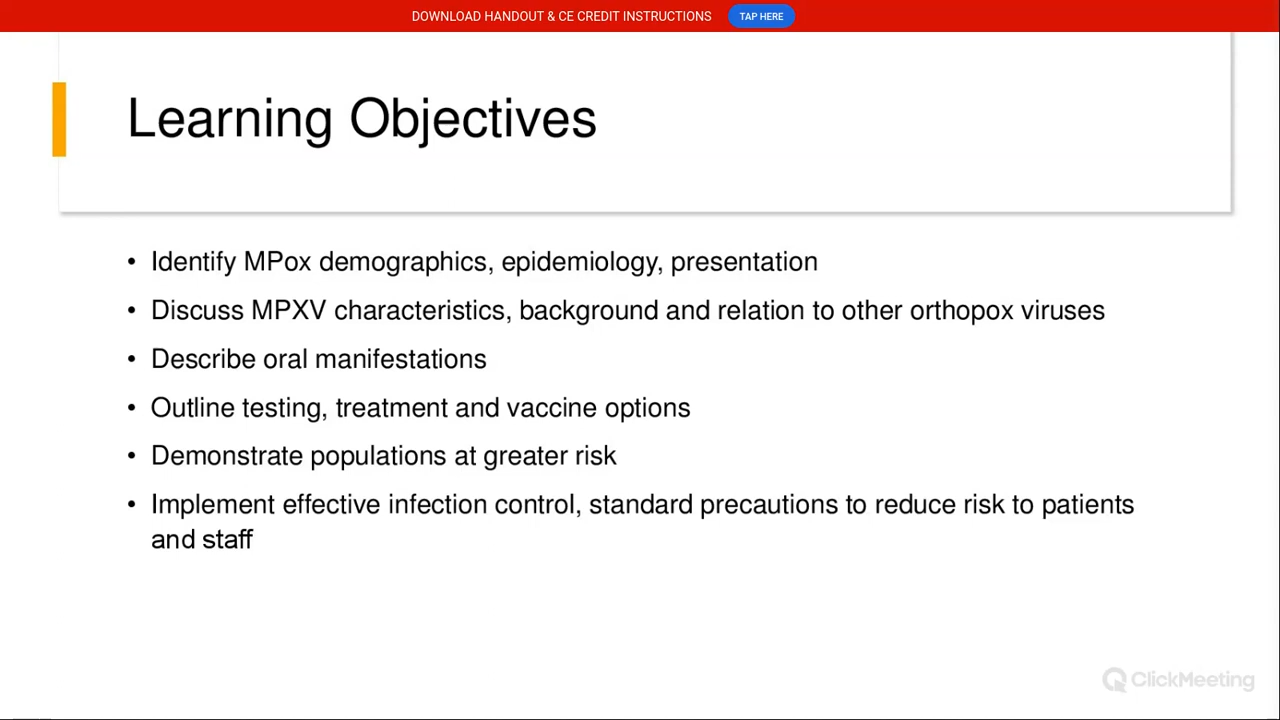 DOWNLOAD HANDOUT & CE CREDIT INSTRUCTIONS TAP HERE
Learning Objectives
• Identify MPox demographics, epidemiology, presentation
• Discuss MPXV characteristics, background and relation to other orthopox viruses
• Describe oral manifestations
• Outline testing, treatment and vaccine options
• Demonstrate populations at greater risk
• Implement effective infection control, standard precautions to reduce risk to patients
and staff
ClickMeeting